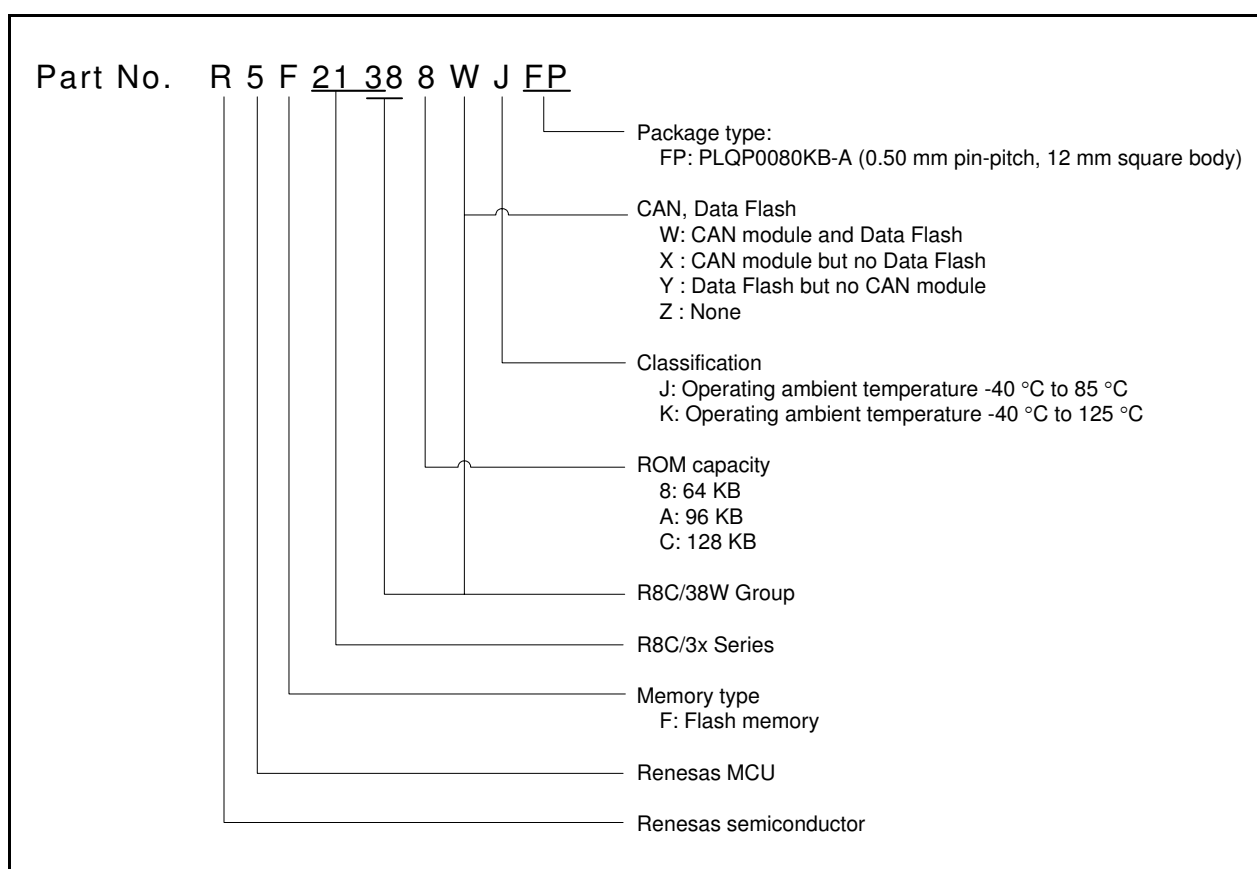 Part No. R 5 F 21 38 8 W J FP
Package type:
FP: PLQP0080KB-A (0.50 mm pin-pitch, 12 mm square body)
CAN, Data Flash
W: CAN module and Data Flash
X : CAN module but no Data Flash
Y : Data Flash but no CAN module
Z : None
Classification
J: Operating ambient temperature -40 °C to 85 °C
K: Operating ambient temperature -40 °C to 125 °C
ROM capacity
8: 64 KB
A: 96 KB
C: 128 KB
R8C/38W Group
R8C/3x Series
Memory type
F: Flash memory
Renesas MCU
Renesas semiconductor